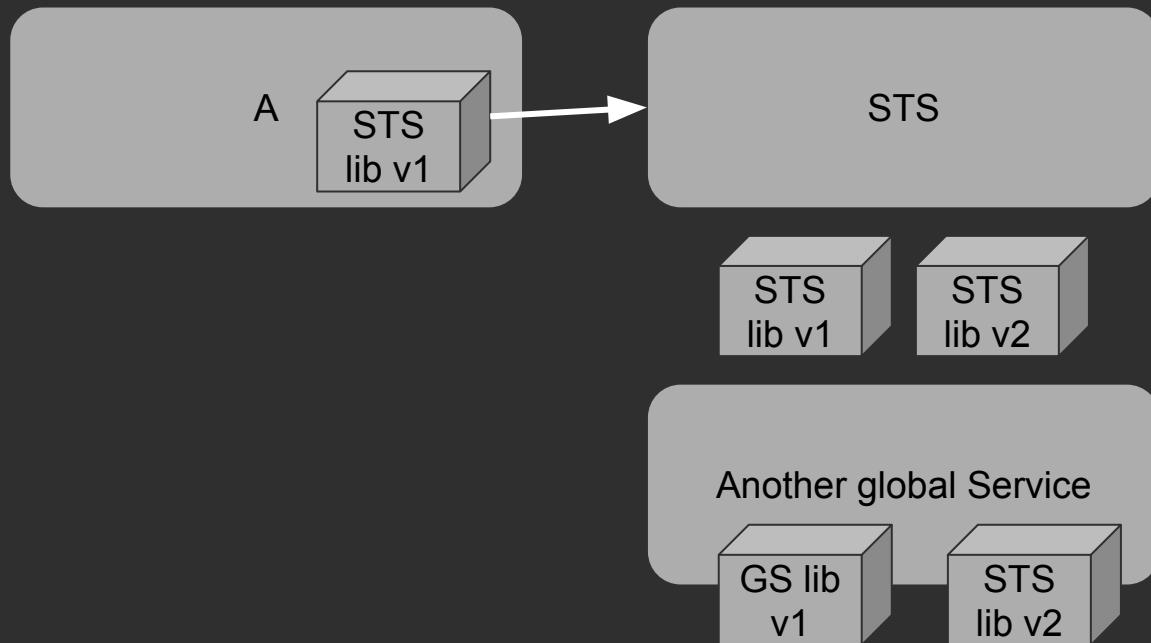 A
STS
lib v1
STS
STS
lib v1
STS
lib v2
Another global Service
GS lib
v1
STS
lib v2